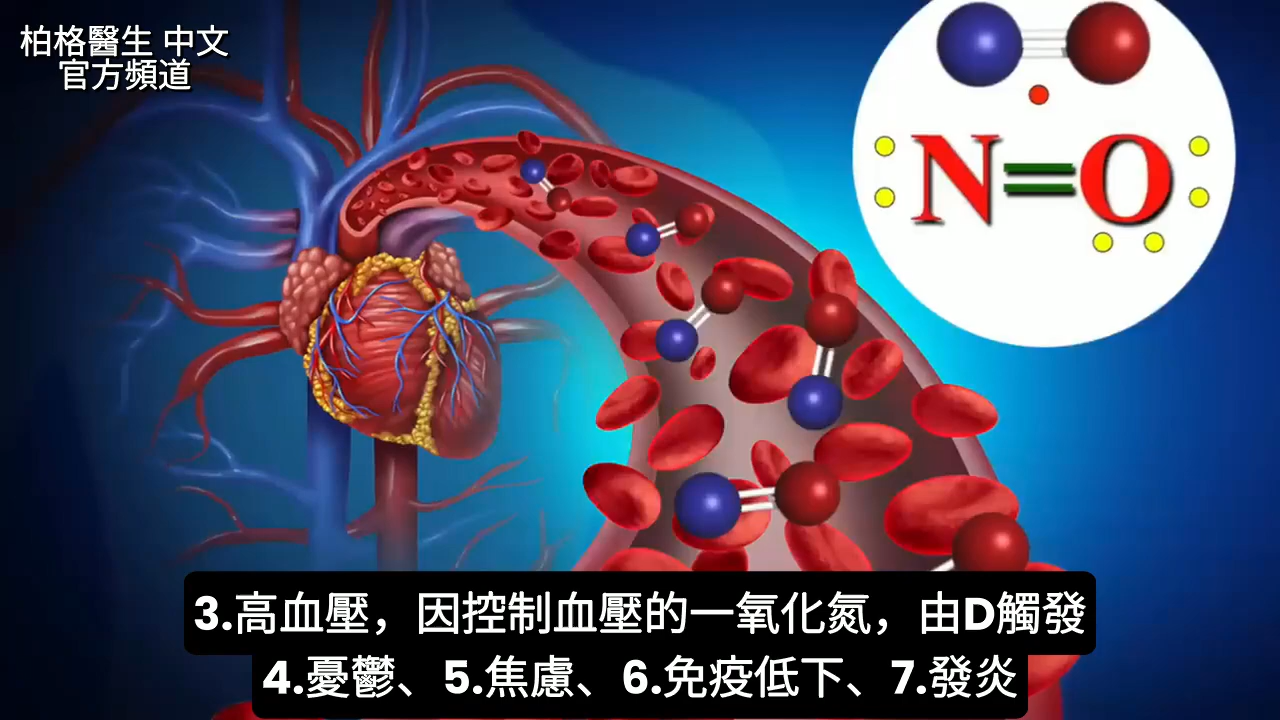 柏格醫生 中文
官方頻道
N=O
3.高血壓，因控制血壓的一氧化氮，由D觸發
4.憂鬱、5.焦慮、6.免疫低下、7.發炎